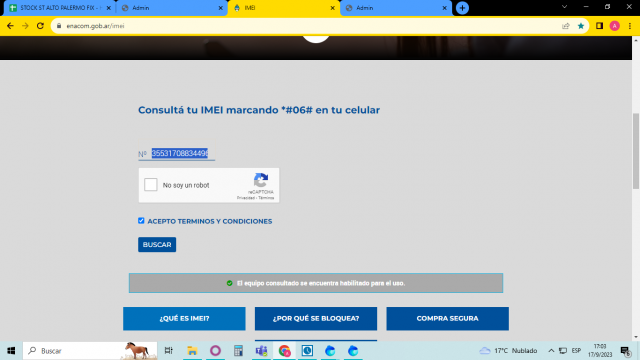 STOCK ST ALTO PALERMO FIX -
Admin
IMEI
Admin
enacom.gob.ar/imei
A
Consultá tu IMEI marcando *#06# en tu celular
Nº 35531708834496
No soy un robot
reCAPTCHA
Privacidad - Términos
ACEPTO TERMINOS Y CONDICIONES
BUSCAR
El equipo consultado se encuentra habilitado para el uso.
¿QUÉ ES IMEI?
¿POR QUÉ SE BLOQUEA?
COMPRA SEGURA
Buscar
17°C Nublado
ESP
17:03
17/9/2023